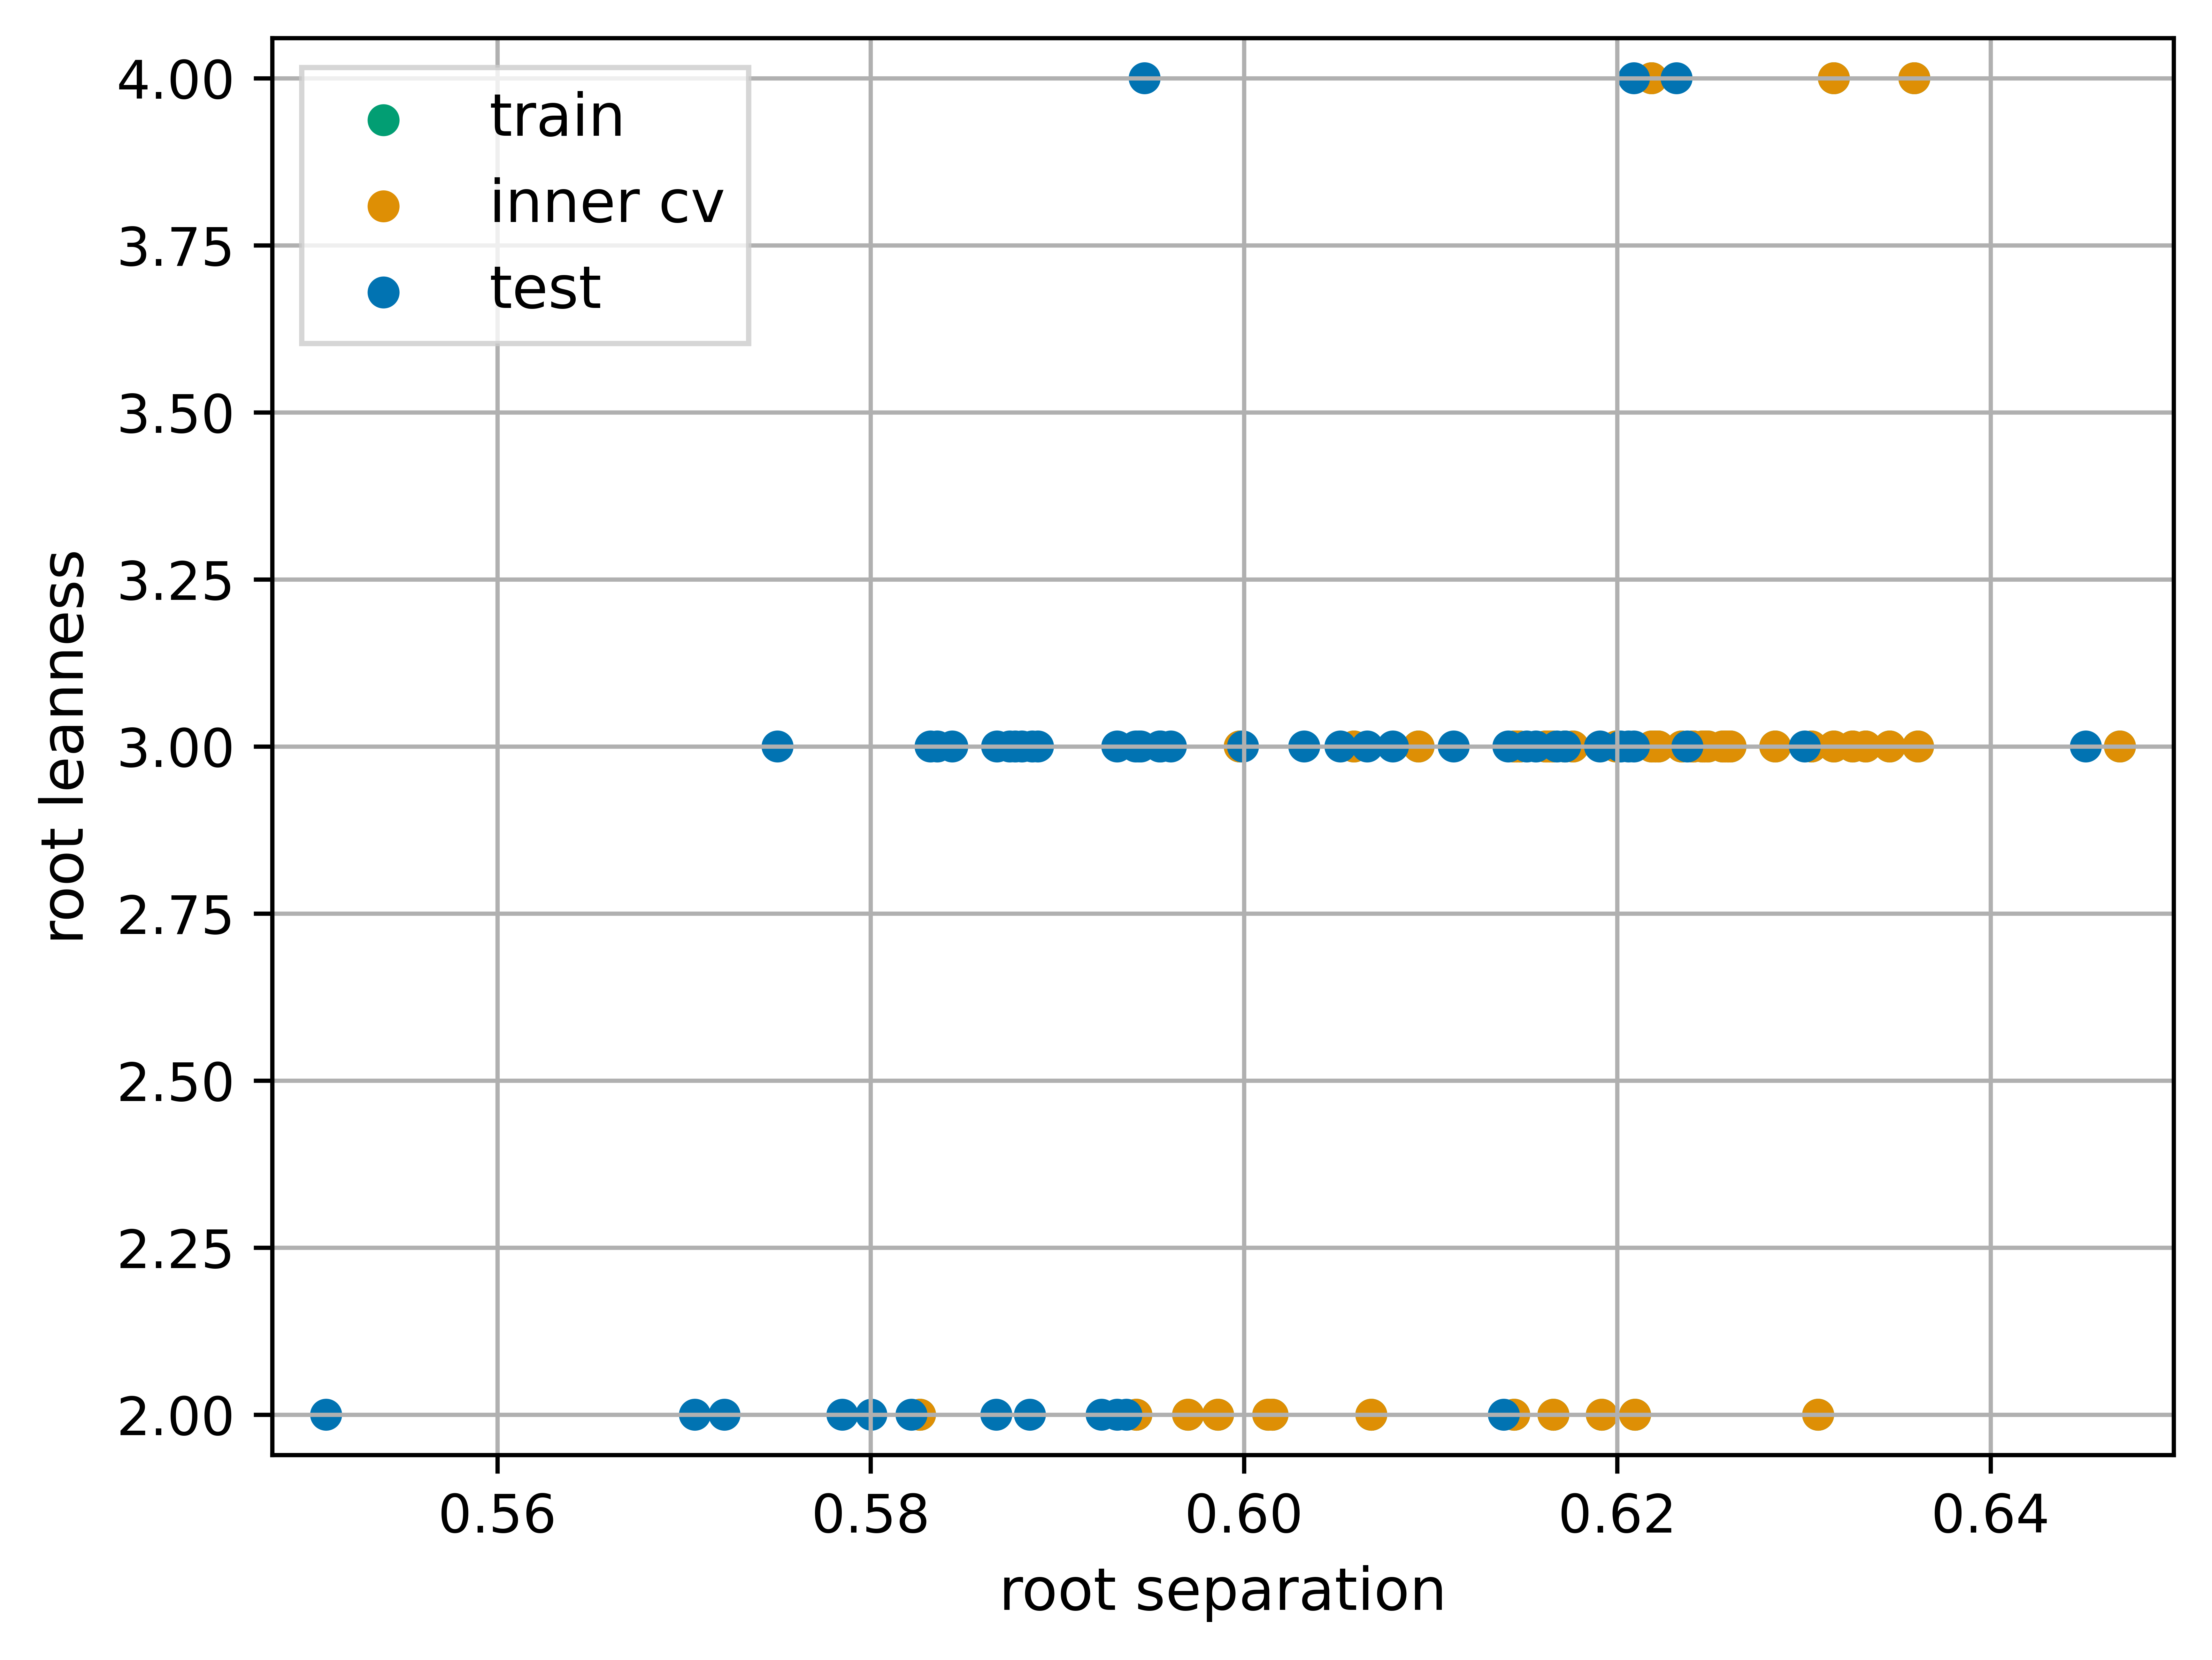 train
inner cv
test
4.00
3.75
3.50
3.25
3.00
2.75
2.50
2.25
2.00
root leanness
0.56 0.58 0.60 0.62 0.64
root separation